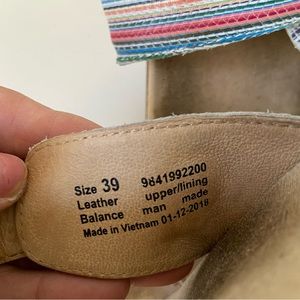 Size 39 9841992200
Leather upper/lining
Balance man made
Made in Vietnam 01-12-2018